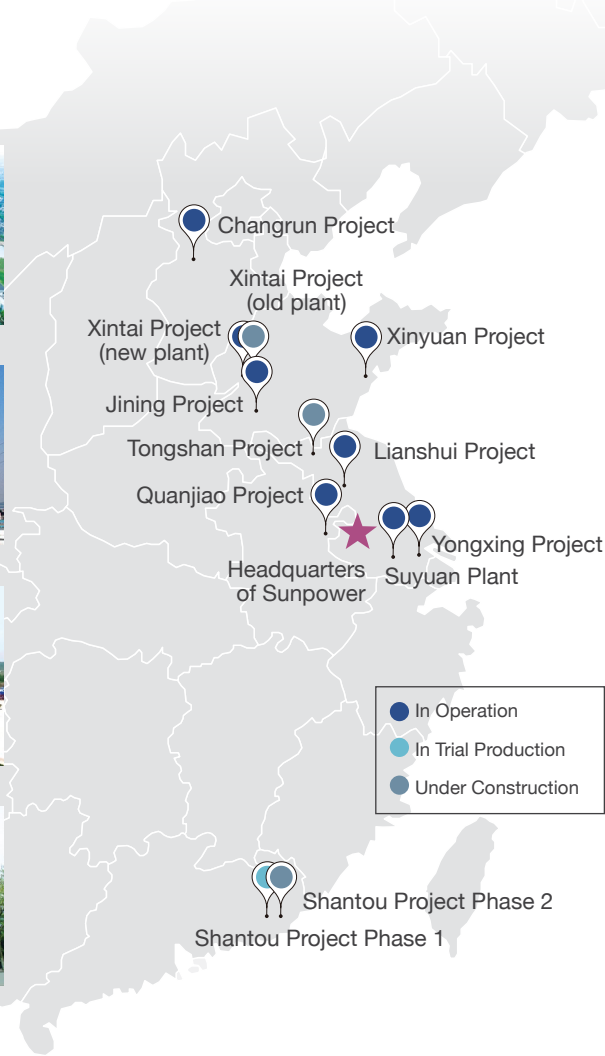 Changrun Project
Xintai Project
(old plant)
Xintai Project
(new plant)
Xinyuan Project
Jining Project
Tongshan Project
Lianshui Project
Quanjiao Project
Yongxing Project
Headquarters
of Sunpower
Suyuan Plant
In Operation
In Trial Production
Under Construction
Shantou Project Phase 2
Shantou Project Phase 1